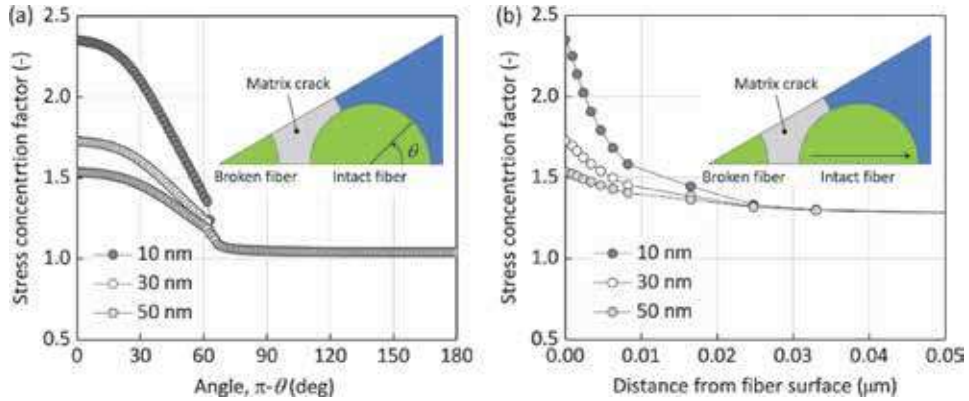 (a)
2.5
2.0
1.5
1.0
0.5
Stress concentrtion factor (-)
Matrix crack
θ
Broken fiber
Intact fiber
10 nm
30 nm
50 nm
0
30
60
90
120
150
180
Angle, π-θ (deg)
(b)
2.5
2.0
1.5
1.0
0.5
Stress concentrtion factor (-)
Matrix crack
Broken fiber
Intact fiber
10 nm
30 nm
50 nm
0.00
0.01
0.02
0.03
0.04
0.05
Distance from fiber surface (μm)